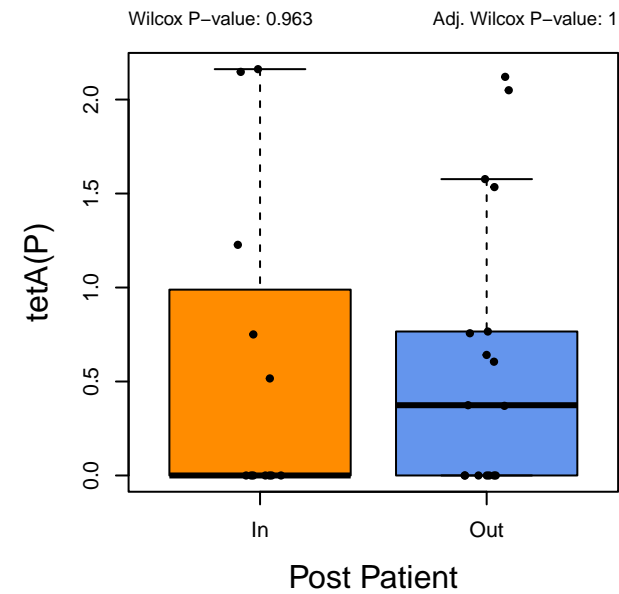 Wilcox P−value: 0.963
Adj. Wilcox P−value: 1
tetA(P)
2.0
1.5
1.0
0.5
0.0
In
Out
Post Patient